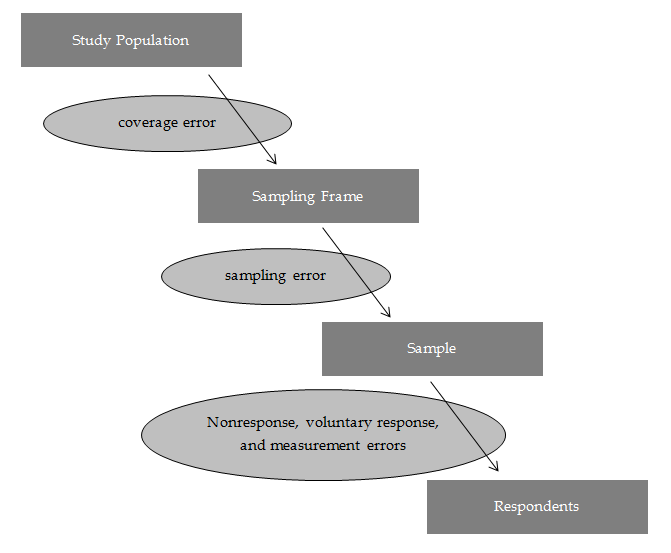 Study Population
coverage error
Sampling Frame
sampling error
Sample
Nonresponse, voluntary response,
and measurement errors
Respondents